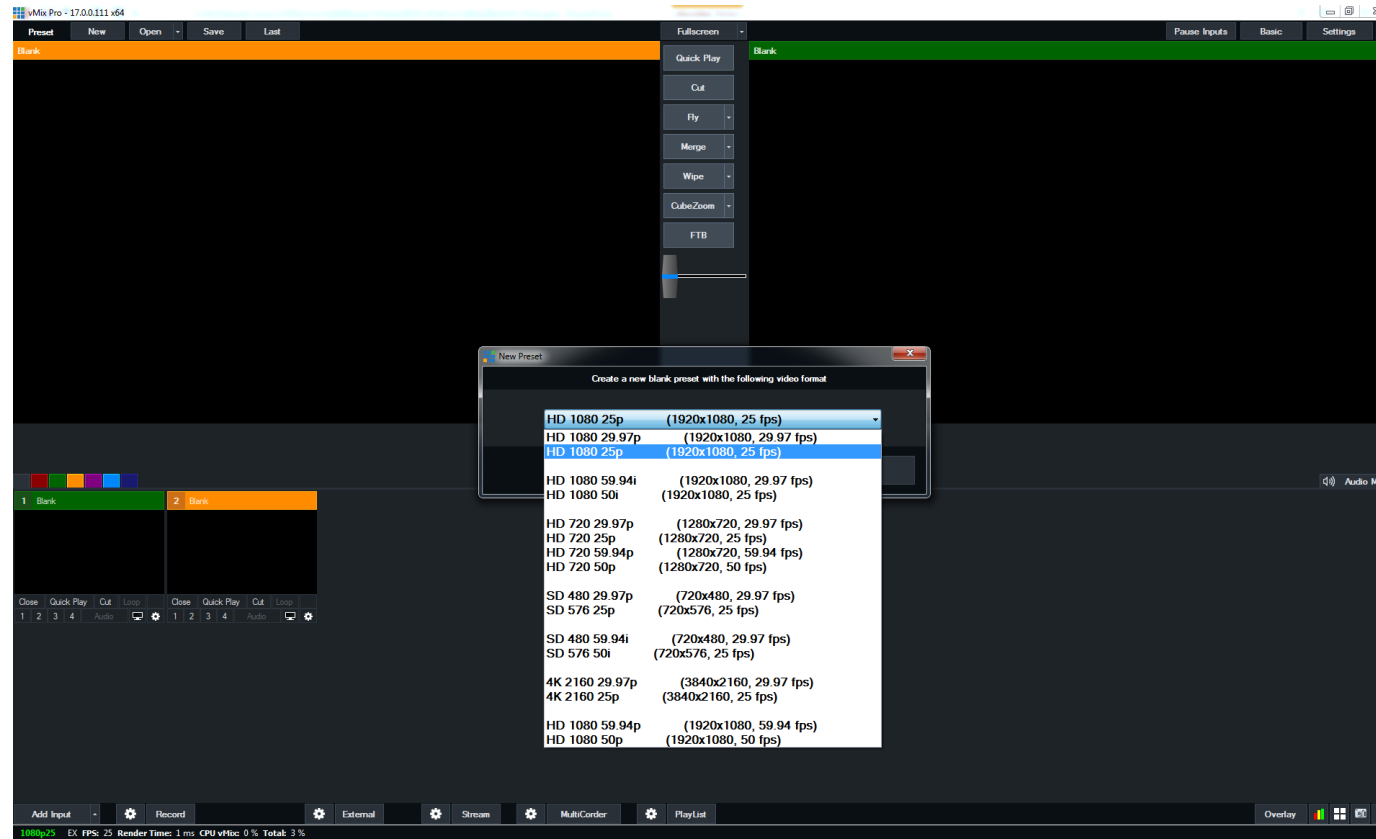 vMix Pro - 17.0.0.111 x64
Preset New Open Save Last Fullscreen Pause Inputs Basic Settings
Blank Blank
Quick Play
Cut
Fly
Merge
Wipe
CubeZoom
FTB
New Preset
Create a new blank preset with the following video format
HD 1080 25p (1920x1080, 25 fps)
HD 1080 29.97p (1920x1080, 29.97 fps)
HD 1080 25p (1920x1080, 25 fps)
HD 1080 59.94i (1920x1080, 29.97 fps)
HD 1080 50i (1920x1080, 25 fps)
HD 720 29.97p (1280x720, 29.97 fps)
HD 720 25p (1280x720, 25 fps)
HD 720 59.94p (1280x720, 59.94 fps)
HD 720 50p (1280x720, 50 fps)
SD 480 29.97p (720x480, 29.97 fps)
SD 576 25p (720x576, 25 fps)
SD 480 59.94i (720x480, 29.97 fps)
SD 576 50i (720x576, 25 fps)
4K 2160 29.97p (3840x2160, 29.97 fps)
4K 2160 25p (3840x2160, 25 fps)
HD 1080 59.94p (1920x1080, 59.94 fps)
HD 1080 50p (1920x1080, 50 fps)
Audio M
1 Blank 2 Blank
Close Quick Play Cut Loop Close Quick Play Cut Loop
1 2 3 4 Audio 1 2 3 4 Audio
Add Input Record External Stream MultiCorder PlayList Overlay
1080p25 EX FPS: 25 Render Time: 1 ms CPU vMix: 0 % Total: 3 %